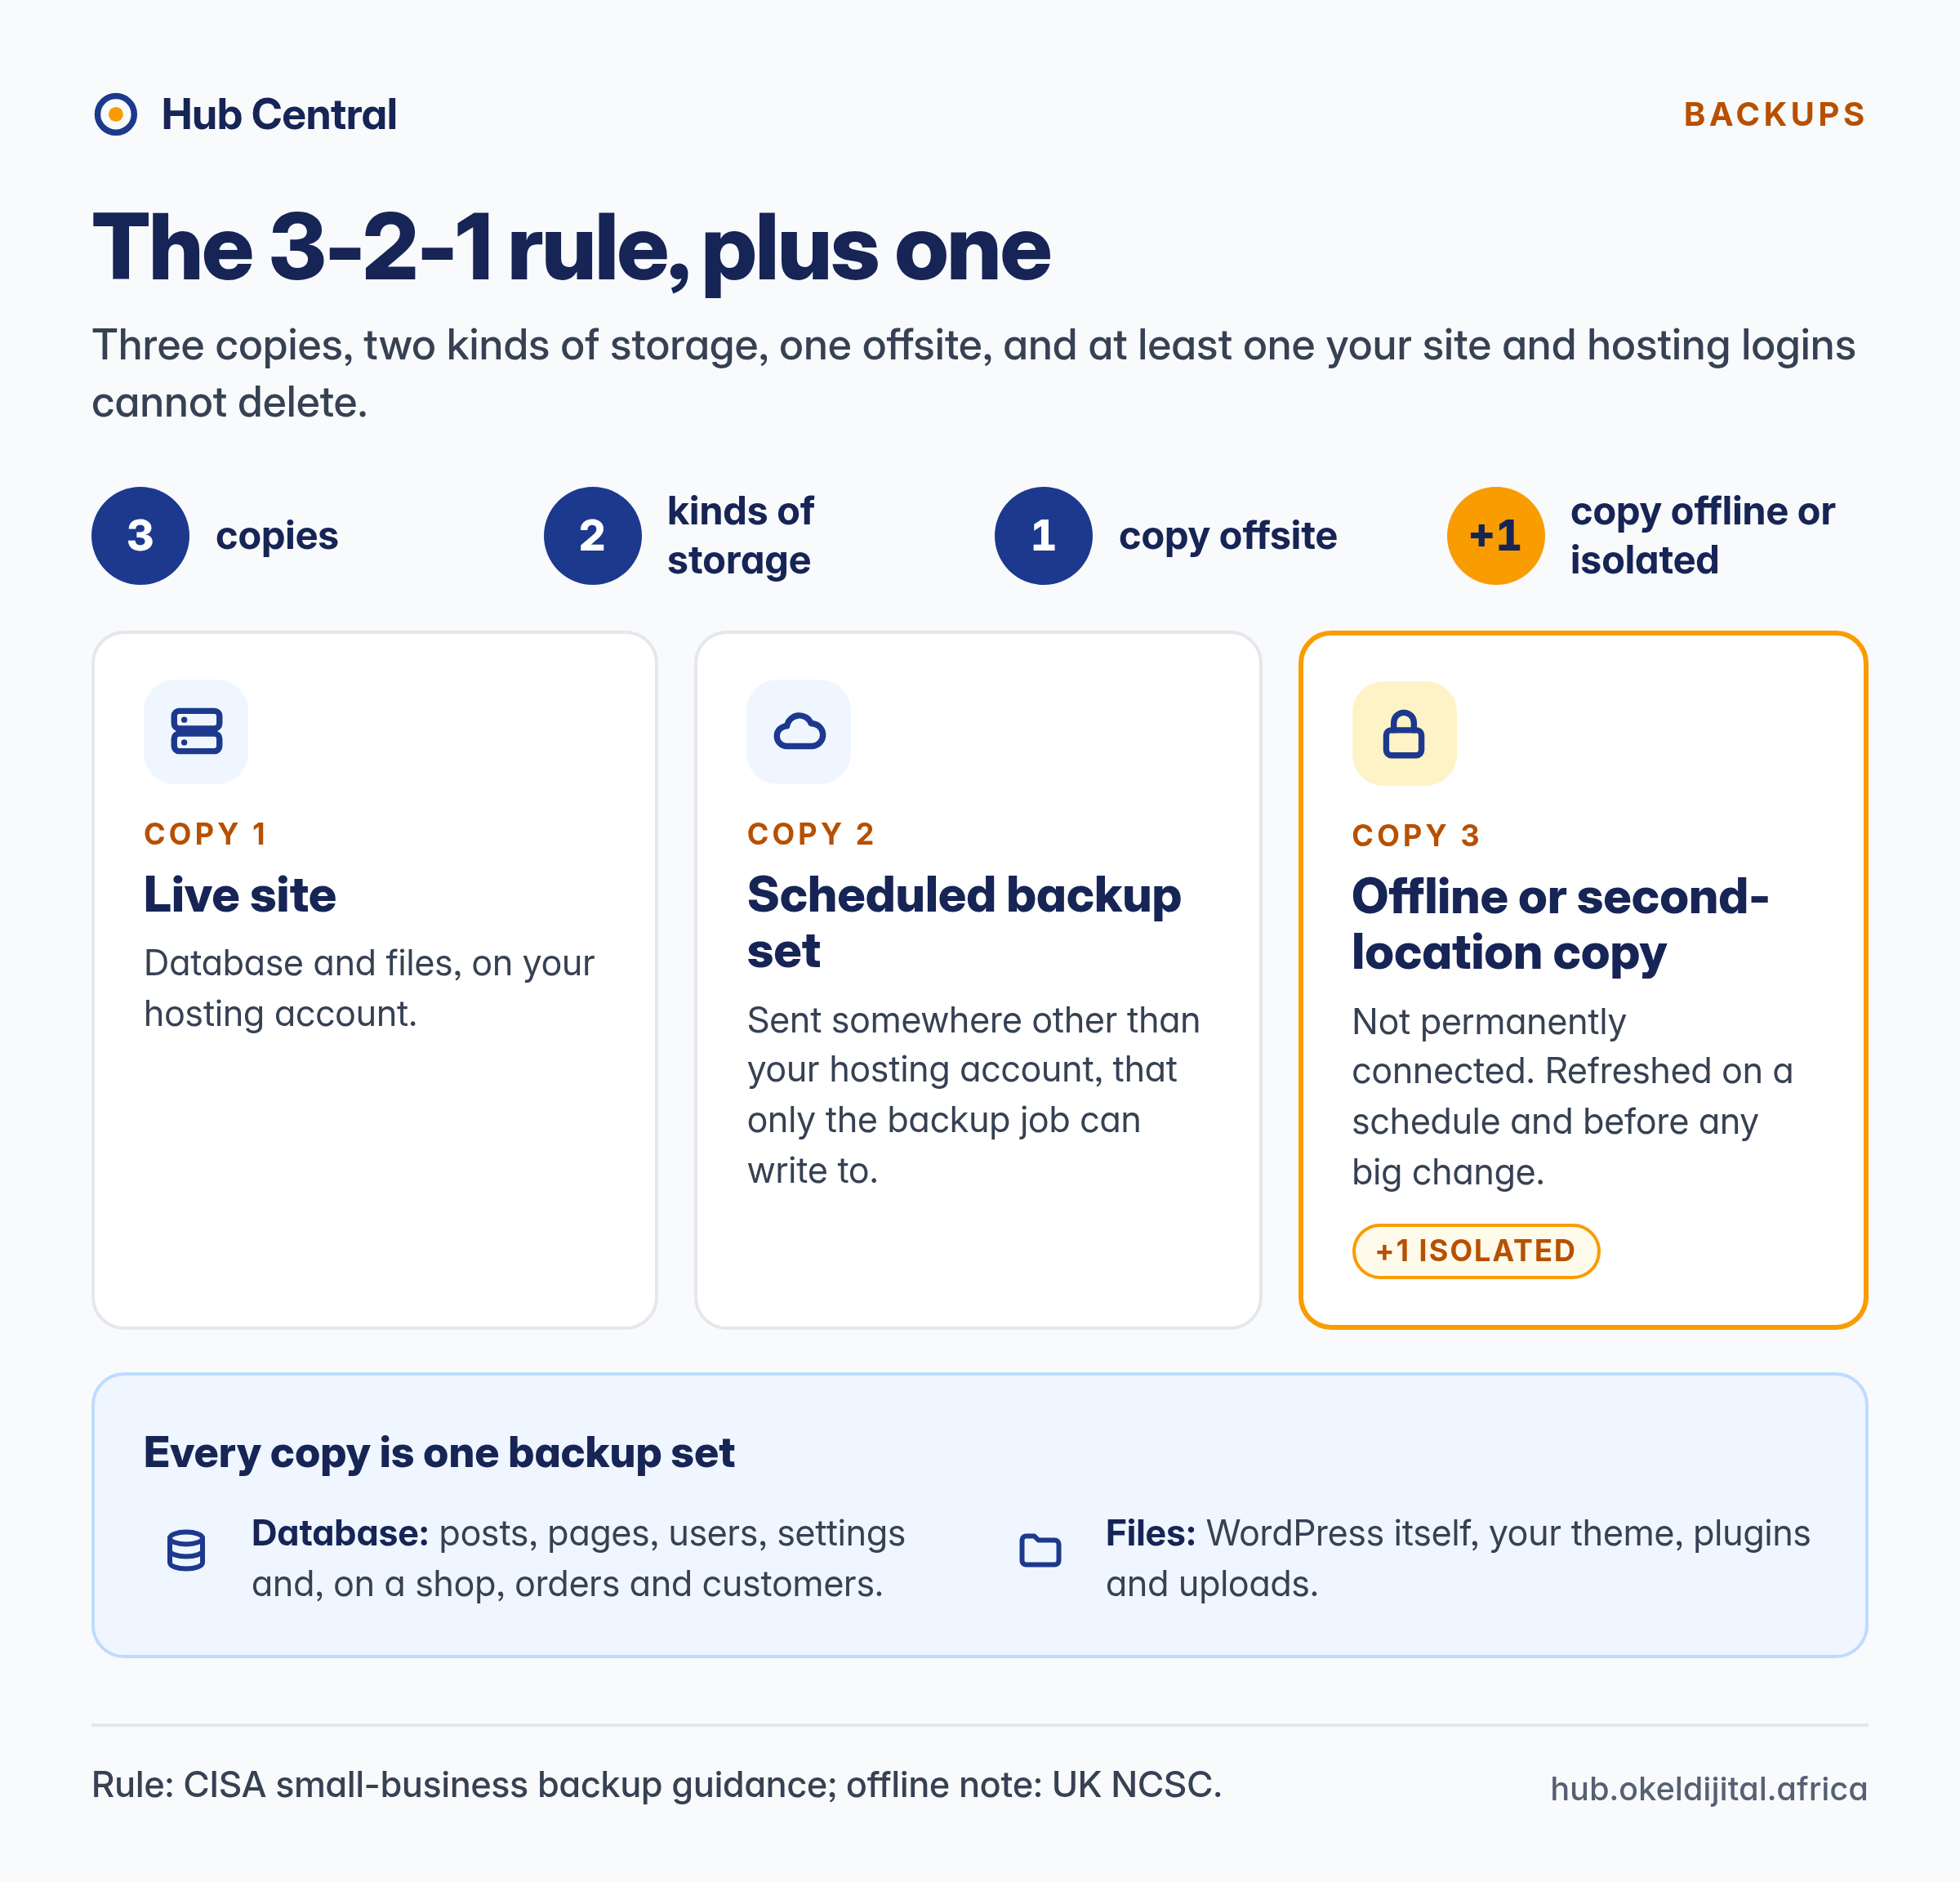 Hub Central
BACKUPS
The 3-2-1 rule, plus one
Three copies, two kinds of storage, one offsite, and at least one your site and hosting logins
cannot delete.
3
copies
2
kinds of
storage
1
copy offsite
+1
copy offline or
isolated
COPY 1
Live site
Database and files, on your
hosting account.
COPY 2
Scheduled backup
set
Sent somewhere other than
your hosting account, that
only the backup job can
write to.
COPY 3
Offline or second-
location copy
Not permanently
connected. Refreshed on a
schedule and before any
big change.
+1 ISOLATED
Every copy is one backup set
Database: posts, pages, users, settings
and, on a shop, orders and customers.
Files: WordPress itself, your theme, plugins
and uploads.
Rule: CISA small-business backup guidance; offline note: UK NCSC.
hub.okeldijital.africa